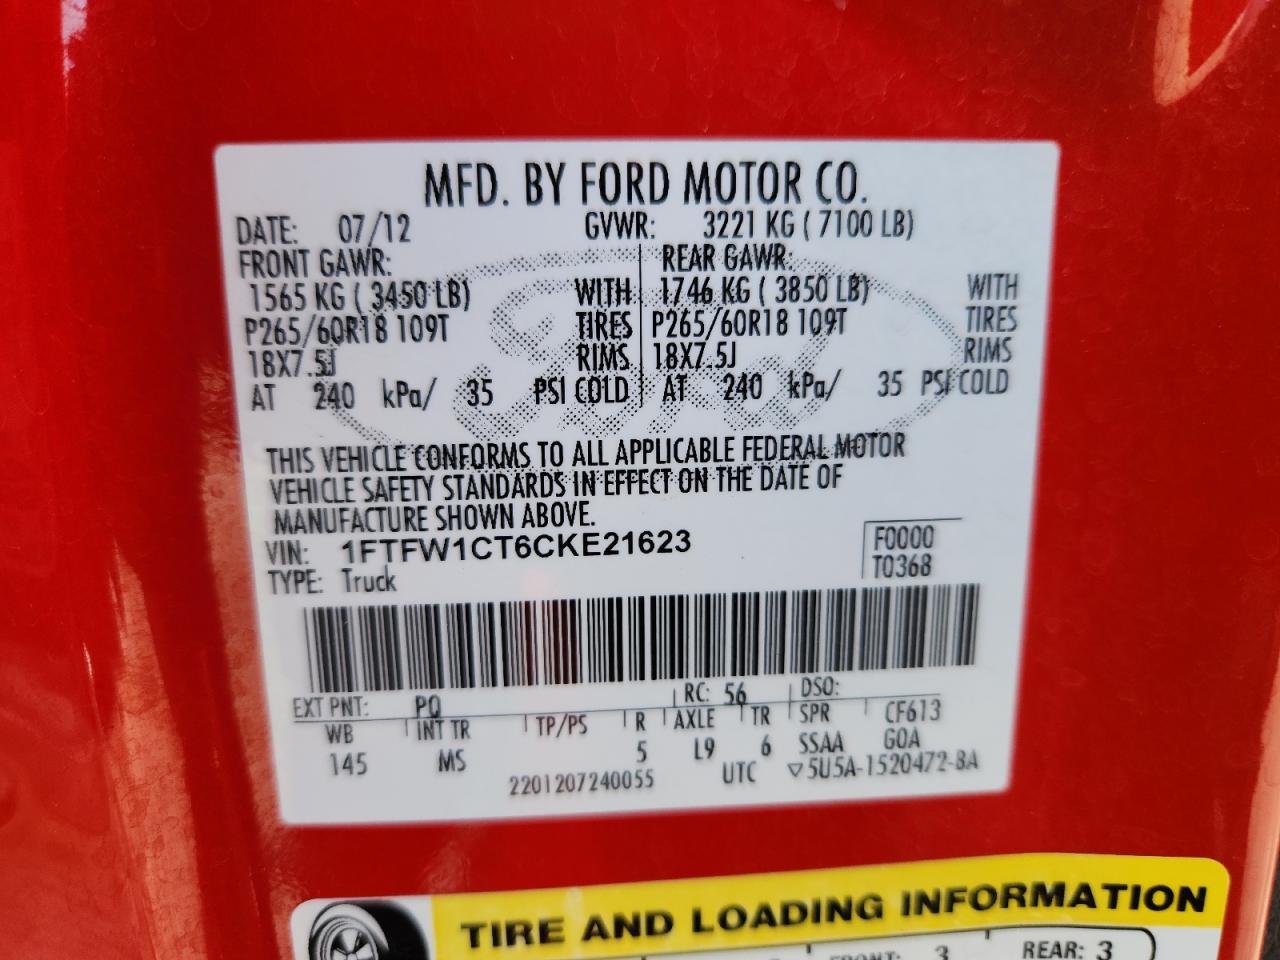 MFD. BY FORD MOTOR CO.
DATE: 07/12 GVWR: 3221 KG ( 7100 LB)
FRONT GAWR: REAR GAWR:
1565 KG ( 3450 LB) WITH 1746 KG ( 3850 LB) WITH
P265/60R18 109T TIRES P265/60R18 109T TIRES
18X7.5J RIMS 18X7.5J RIMS
AT 240 kPa/ 35 PSI COLD AT 240 kPa/ 35 PSI COLD
Ford
THIS VEHICLE CONFORMS TO ALL APPLICABLE FEDERAL MOTOR
VEHICLE SAFETY STANDARDS IN EFFECT ON THE DATE OF
MANUFACTURE SHOWN ABOVE.
VIN: 1FTFW1CT6CKE21623 F0000
TYPE: Truck T0368
EXT PNT: PQ RC: 56 DSO:
WB INT TR TP/PS R AXLE TR SPR CF613
145 MS 5 L9 6 SSAA GOA
2201207240055 UTC ▽5U5A-1520472-BA
TIRE AND LOADING INFORMATION
FRONT: 3 REAR: 3